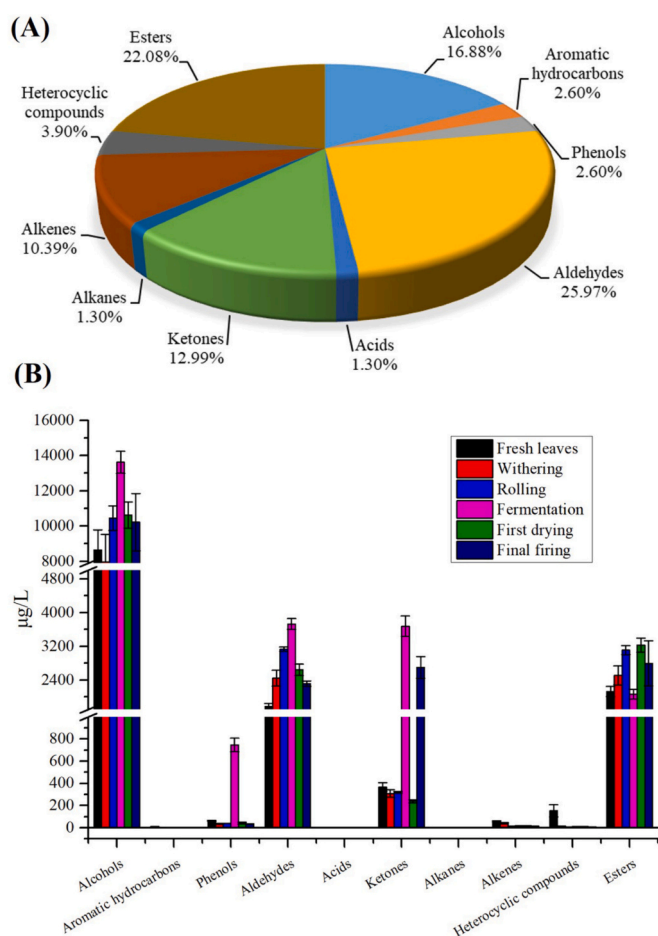 (A)
Esters
22.08%
Alcohols
16.88%
Aromatic
hydrocarbons
2.60%
Heterocyclic
compounds
3.90%
Phenols
2.60%
Alkenes
10.39%
Aldehydes
25.97%
Alkanes
1.30%
Ketones
12.99%
Acids
1.30%
(B)
16000
14000
12000
10000
8000
4800
4000
3200
2400
800
600
400
200
0
µg/L
Fresh leaves
Withering
Rolling
Fermentation
First drying
Final firing
Alcohols
Aromatic hydrocarbons
Phenols
Aldehydes
Acids
Ketones
Alkanes
Alkenes
Heterocyclic compounds
Esters